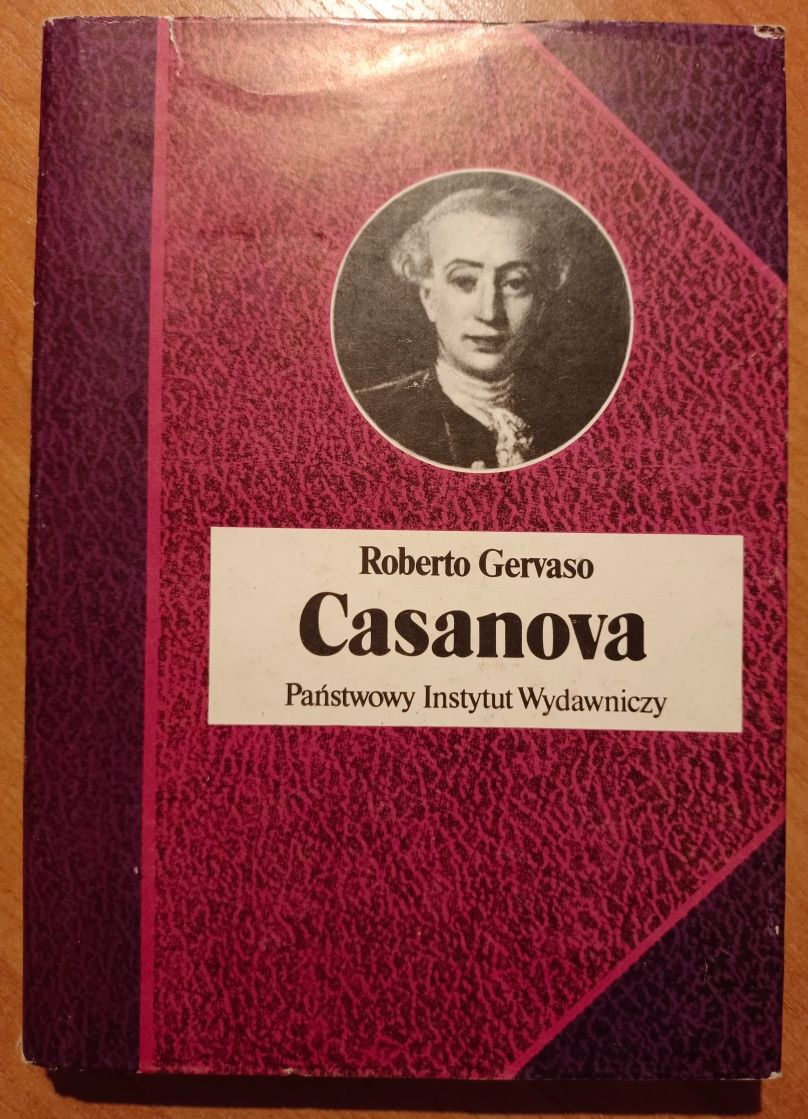 Roberto Gervaso
Casanova
Państwowy Instytut Wydawniczy